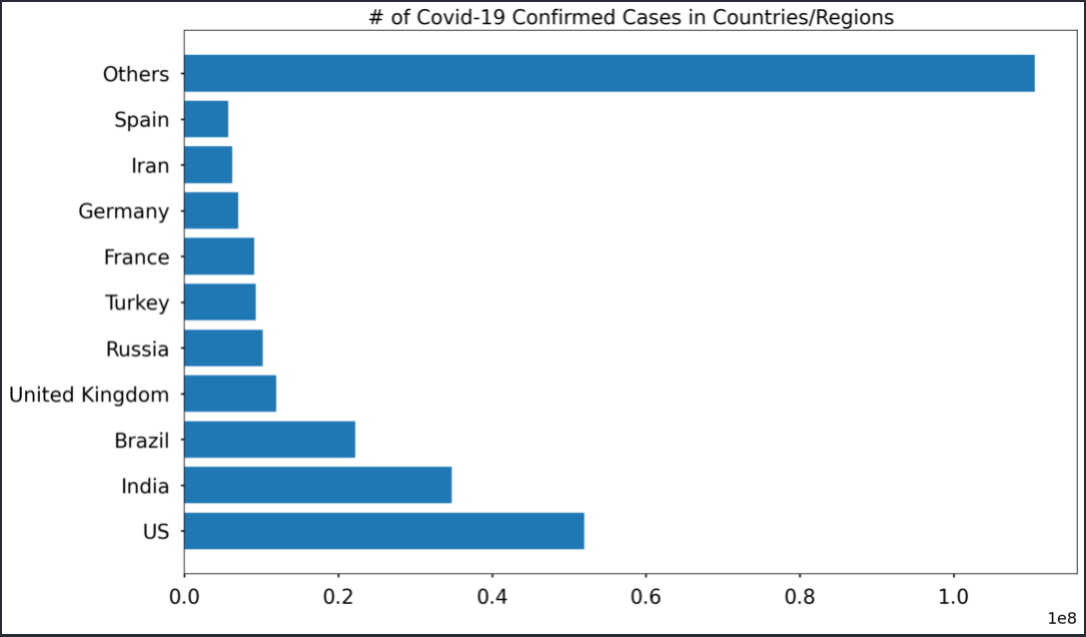 # of Covid-19 Confirmed Cases in Countries/Regions
Others
Spain
Iran
Germany
France
Turkey
Russia
United Kingdom
Brazil
India
US
0.0 0.2 0.4 0.6 0.8 1.0
1e8